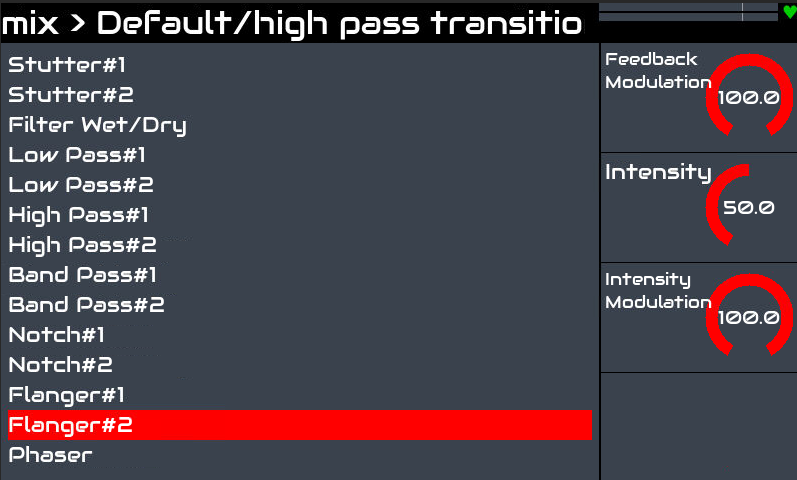 mix > Default/high pass transitio
Stutter#1
Stutter#2
Filter Wet/Dry
Low Pass#1
Low Pass#2
High Pass#1
High Pass#2
Band Pass#1
Band Pass#2
Notch#1
Notch#2
Flanger#1
Flanger#2
Phaser
Feedback
Modulation
100.0
Intensity
50.0
Intensity
Modulation
100.0